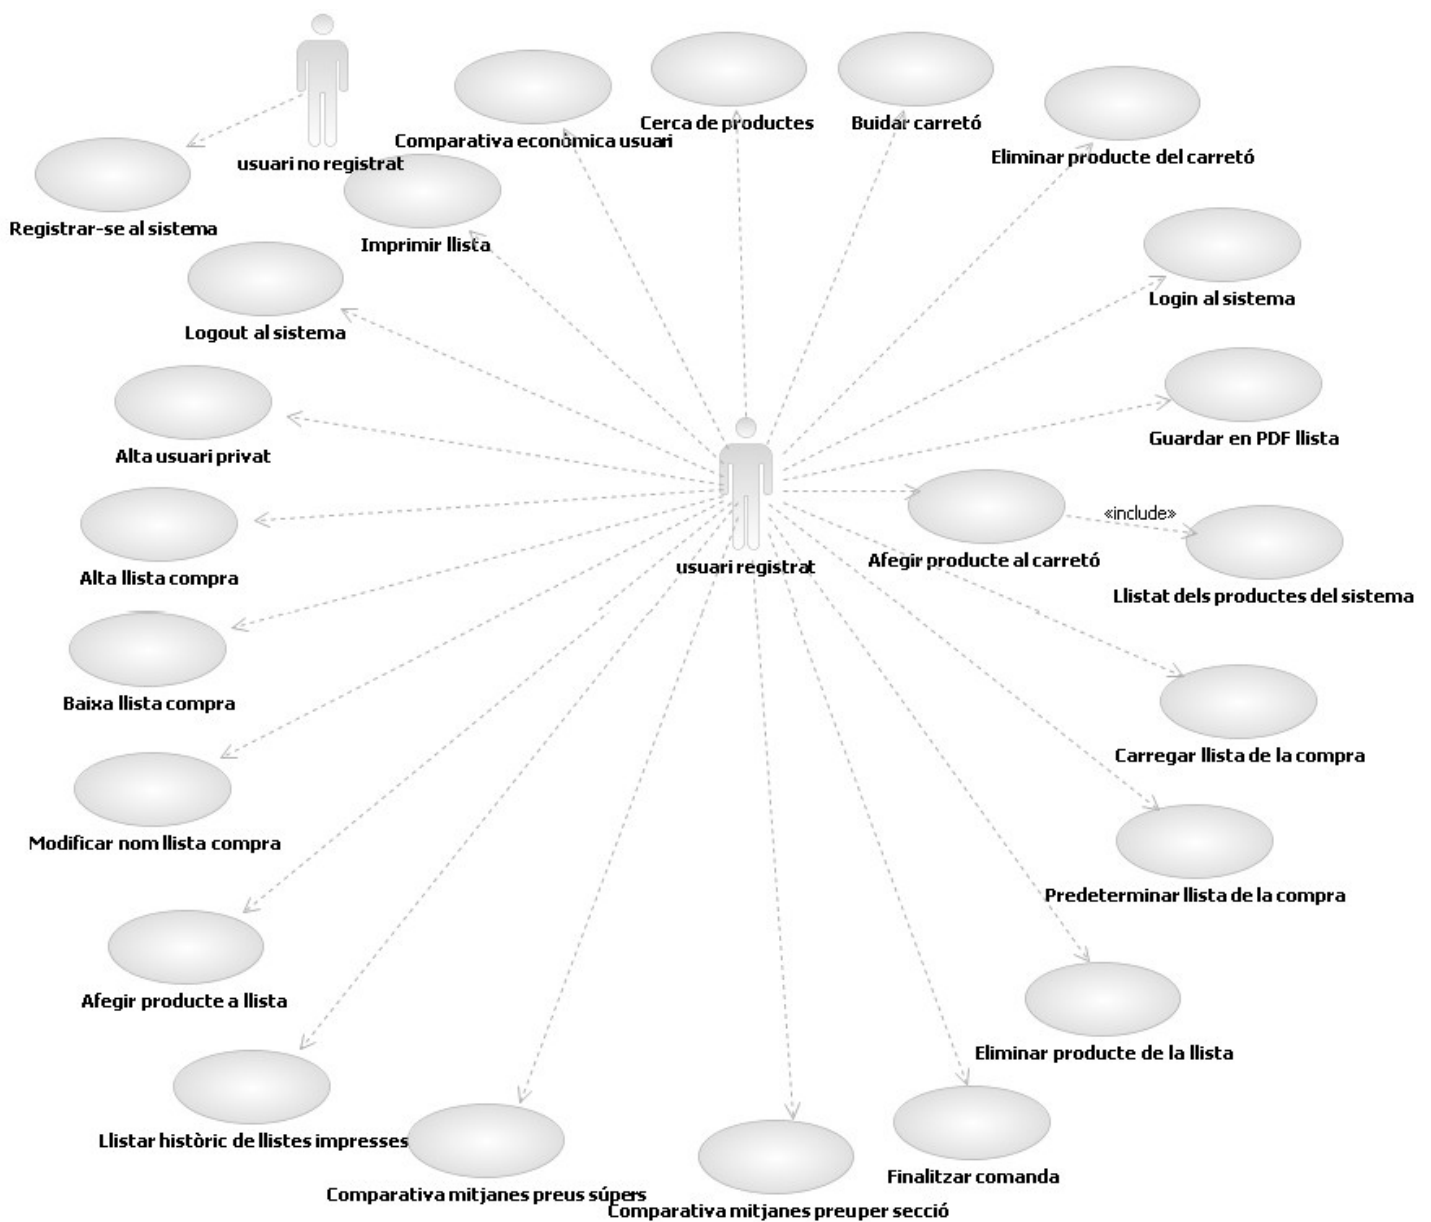 Cerca de productes
Buidar carretó
Comparativa econòmica usuari
Eliminar producte del carretó
usuari no registrat
Registrar-se al sistema
Imprimir llista
Login al sistema
Logout al sistema
Guardar en PDF llista
Alta usuari privat
«include»
Afegir producte al carretó
usuari registrat
Alta llista compra
Llistat dels productes del sistema
Baixa llista compra
Carregar llista de la compra
Modificar nom llista compra
Predeterminar llista de la compra
Afegir producte a llista
Eliminar producte de la llista
Llistar històric de llistes impresses
Finalitzar comanda
Comparativa mitjanes preus súpers
Comparativa mitjanes preu per secció